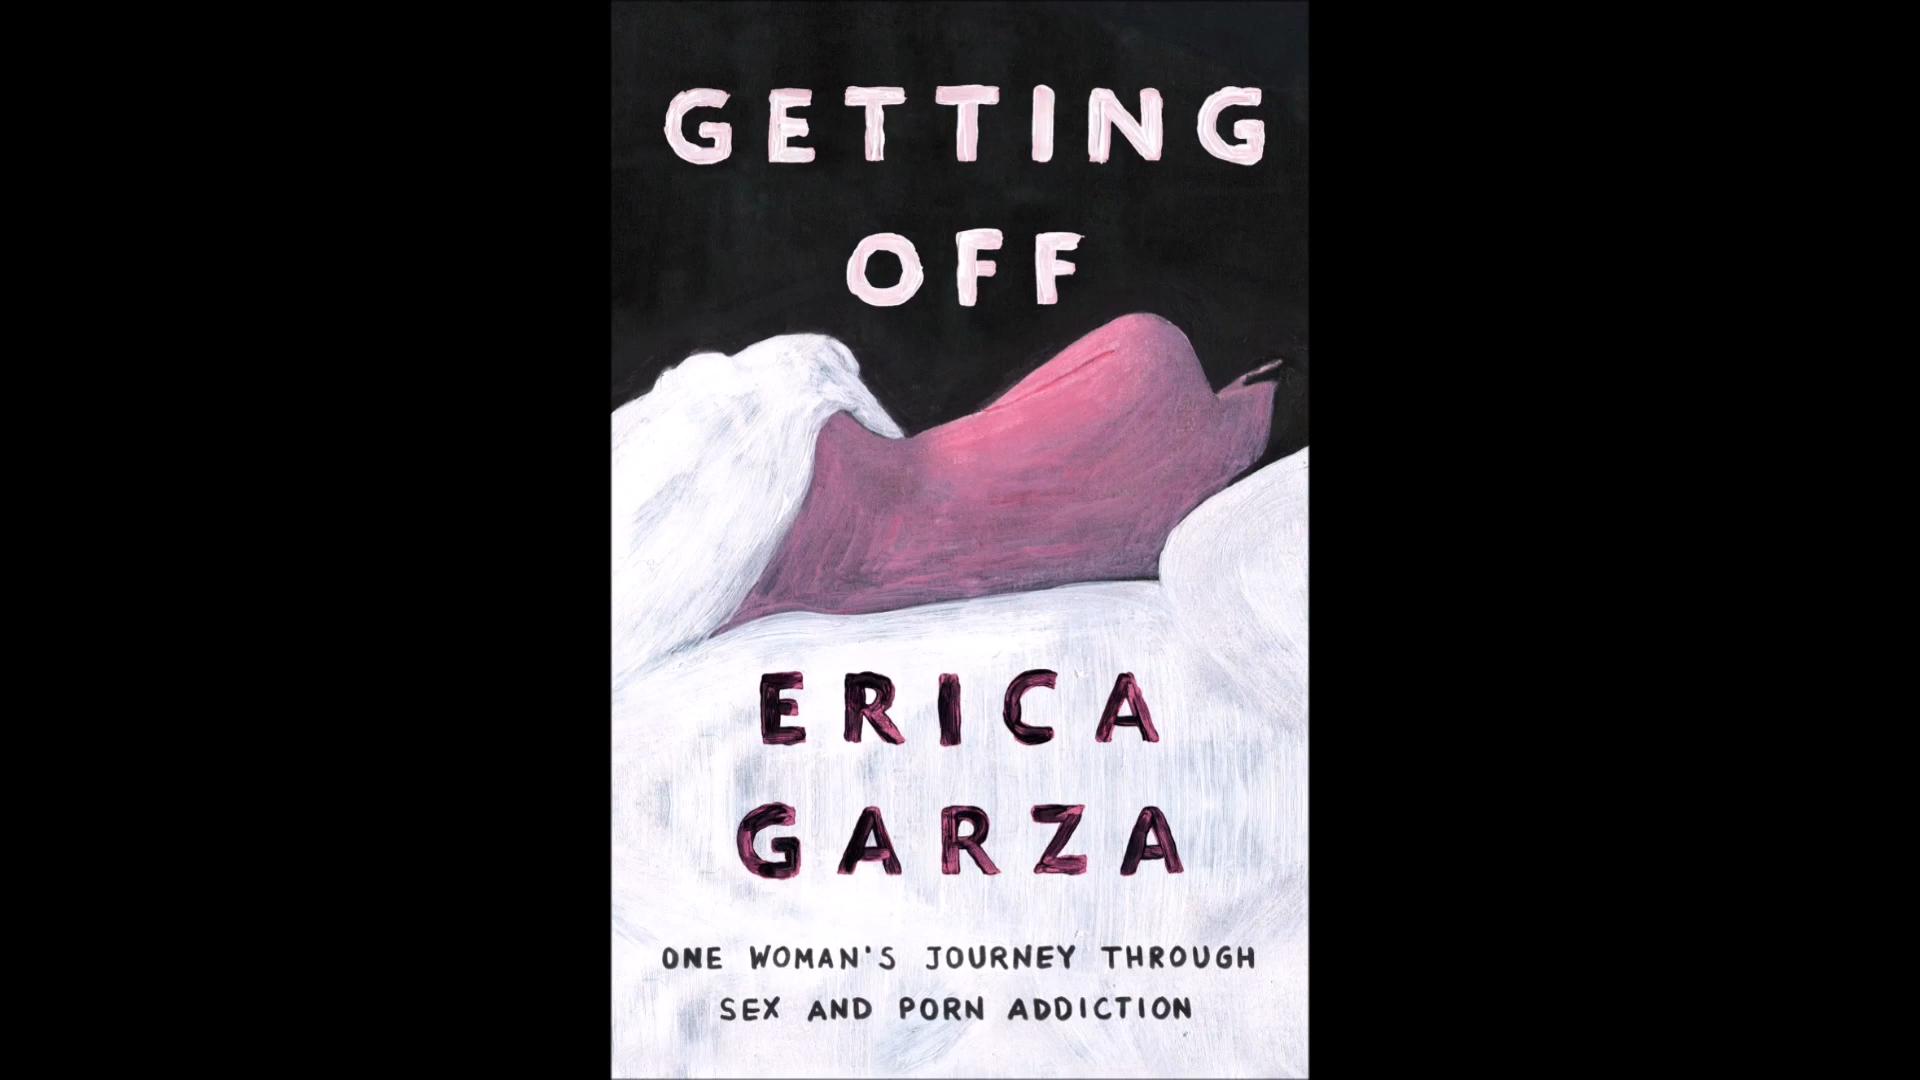 GETTING
OFF
ERICA
GARZA
ONE WOMAN'S JOURNEY THROUGH
SEX AND PORN ADDICTION